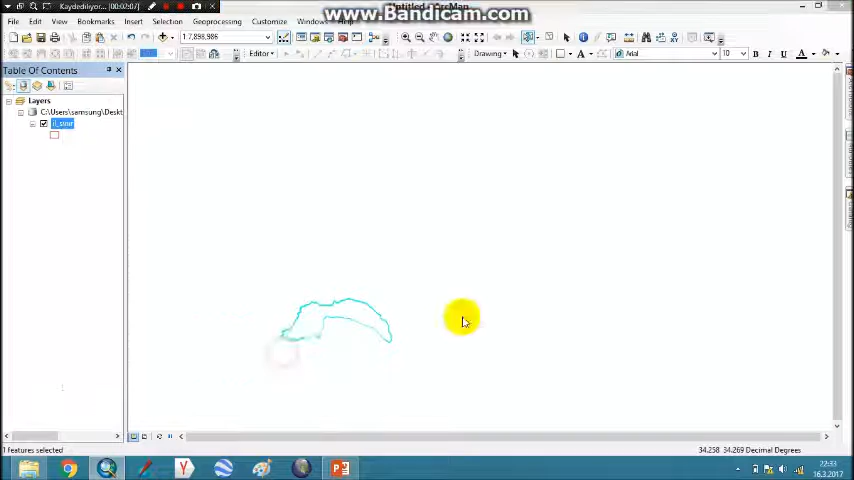 www.Bandicam.com
Kaydediliyor... [00:02:07]
Untitled - ArcMap
File View Bookmarks Insert Selection Geoprocessing Customize Windows Help
1:7,898,986
Editor Drawing Arial 10 B I U A
Table Of Contents
Layers
C:\Users\samsung\Deskt
il_sınır
1 features selected
34.258 34.269 Decimal Degrees
22:33
16.3.2017